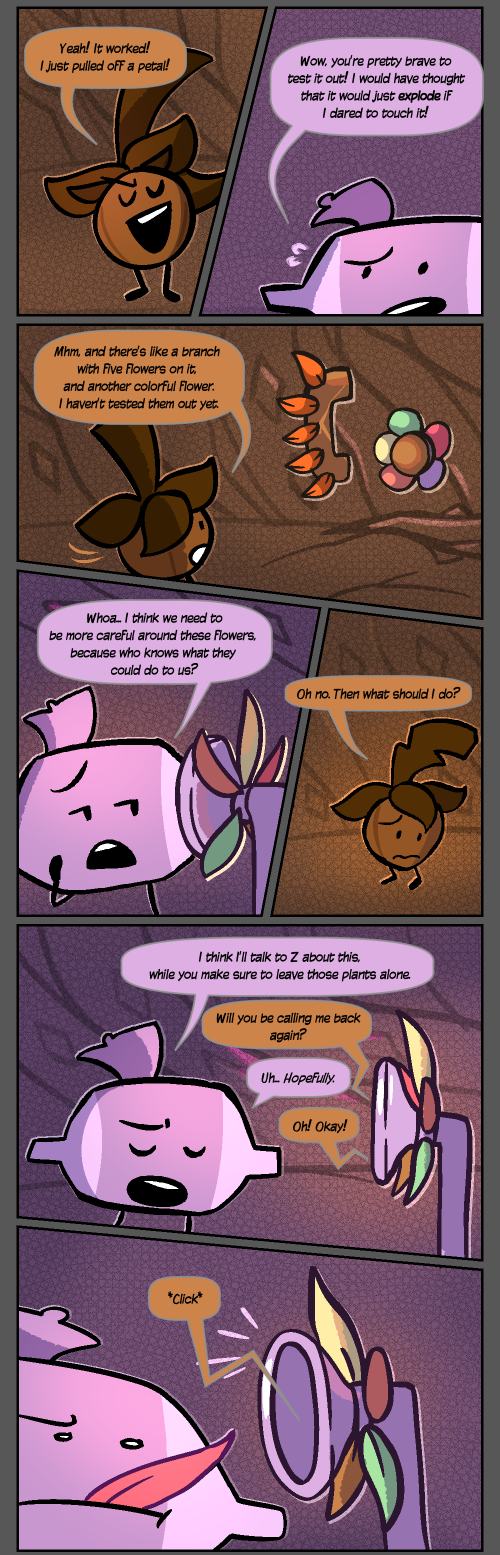 Yeah! It worked!
I just pulled off a petal!
Wow, you're pretty brave to
test it out! I would have thought
that it would just explode if
I dared to touch it!
Mhm, and there's like a branch
with five flowers on it,
and another colorful flower.
I haven't tested them out yet.
Whoa... I think we need to
be more careful around these flowers,
because who knows what they
could do to us?
Oh no. Then what should I do?
I think I'll talk to Z about this,
while you make sure to leave those plants alone.
Will you be calling me back
again?
Uh... Hopefully.
Oh! Okay!
*Click*